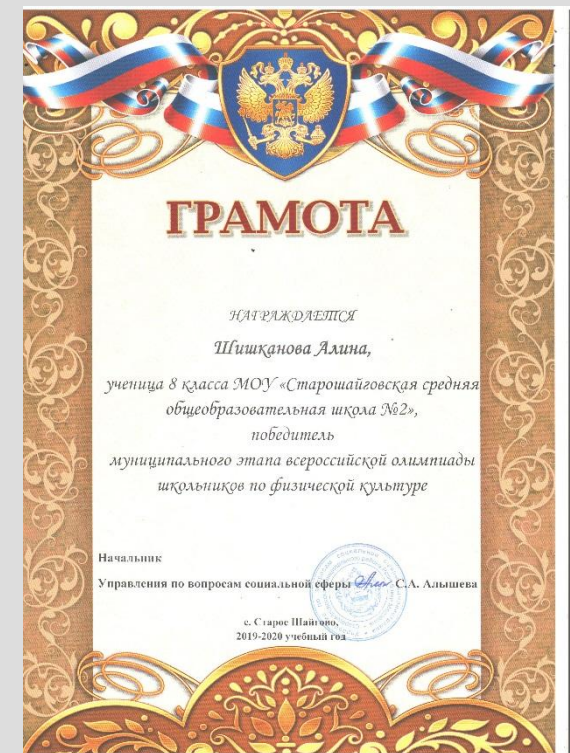 ГРАМОТА
НАГРАЖДАЕТСЯ
Шишканова Алина,
ученица 8 класса МОУ «Старошайговская средняя
общеобразовательная школа №2»,
победитель
муниципального этапа всероссийской олимпиады
школьников по физической культуре
Начальник
Управления по вопросам социальной сферы С.А. Алышева
с. Старое Шайгово,
2019-2020 учебный год